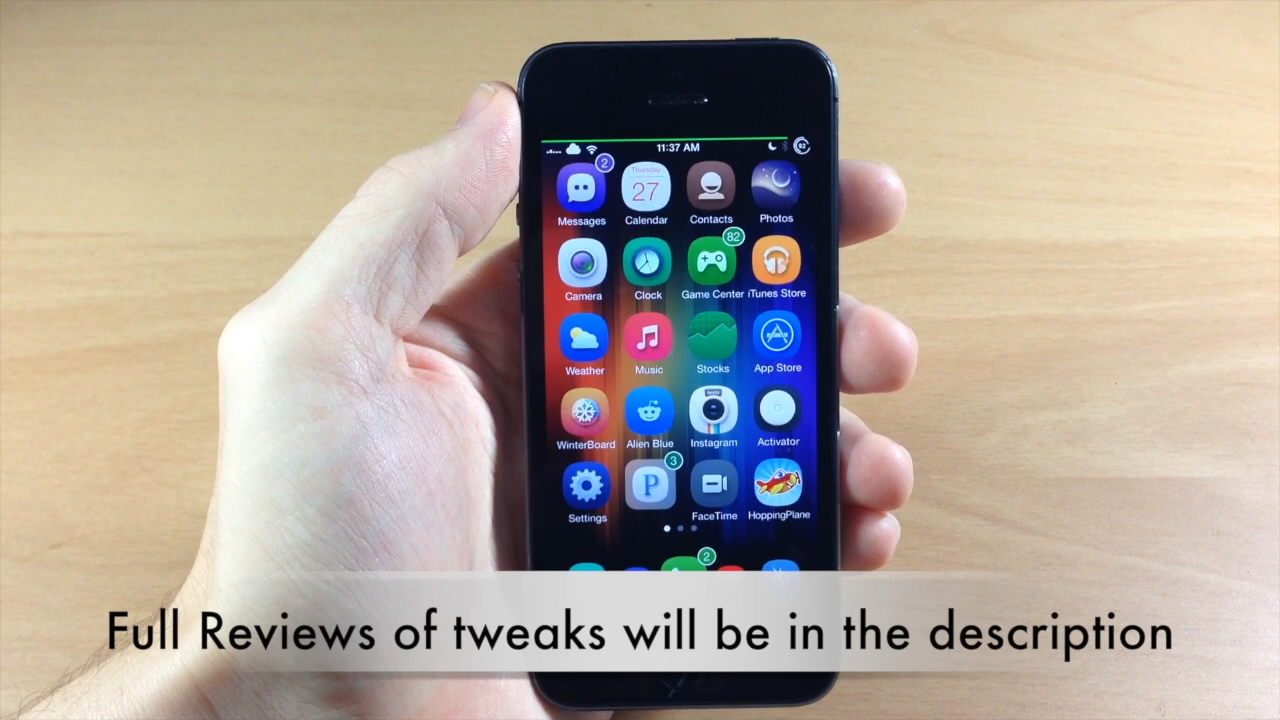 11:37 AM
92
2
Thursday
27
Messages
Calendar
Contacts
Photos
82
Camera
Clock
Game Center
iTunes Store
Weather
Music
Stocks
App Store
WinterBoard
Alien Blue
Instagram
Activator
3
P
Settings
FaceTime
HoppingPlane
2
Full Reviews of tweaks will be in the description